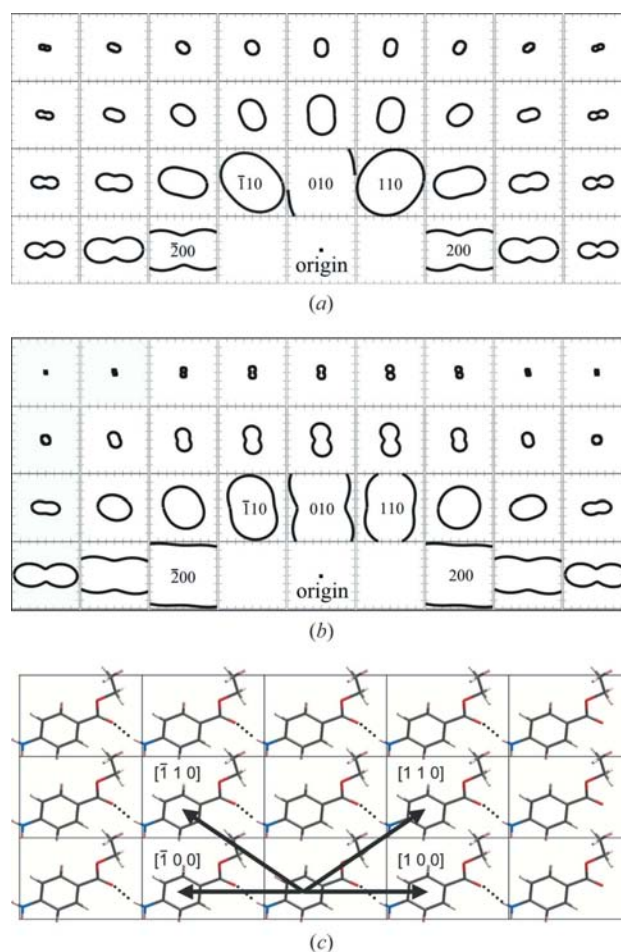 1̅10 010 110
2̅00 200
origin
(a)
1̅10 010 110
2̅00 200
origin
(b)
[1̅ 1 0] [1 1 0]
[1̅ 0 0] [1 0 0]
(c)